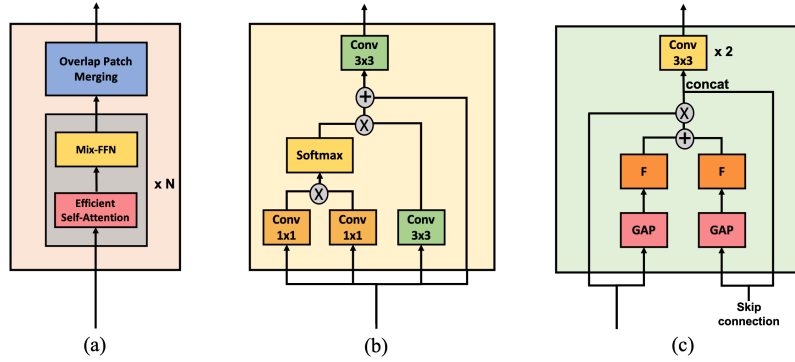 Overlap Patch
Merging
Mix-FFN
x N
Efficient
Self-Attention
(a)
Conv
3x3
+
X
Softmax
X
Conv
1x1
Conv
1x1
Conv
3x3
(b)
Conv
3x3
x 2
concat
X
+
F
F
GAP
GAP
Skip
connection
(c)